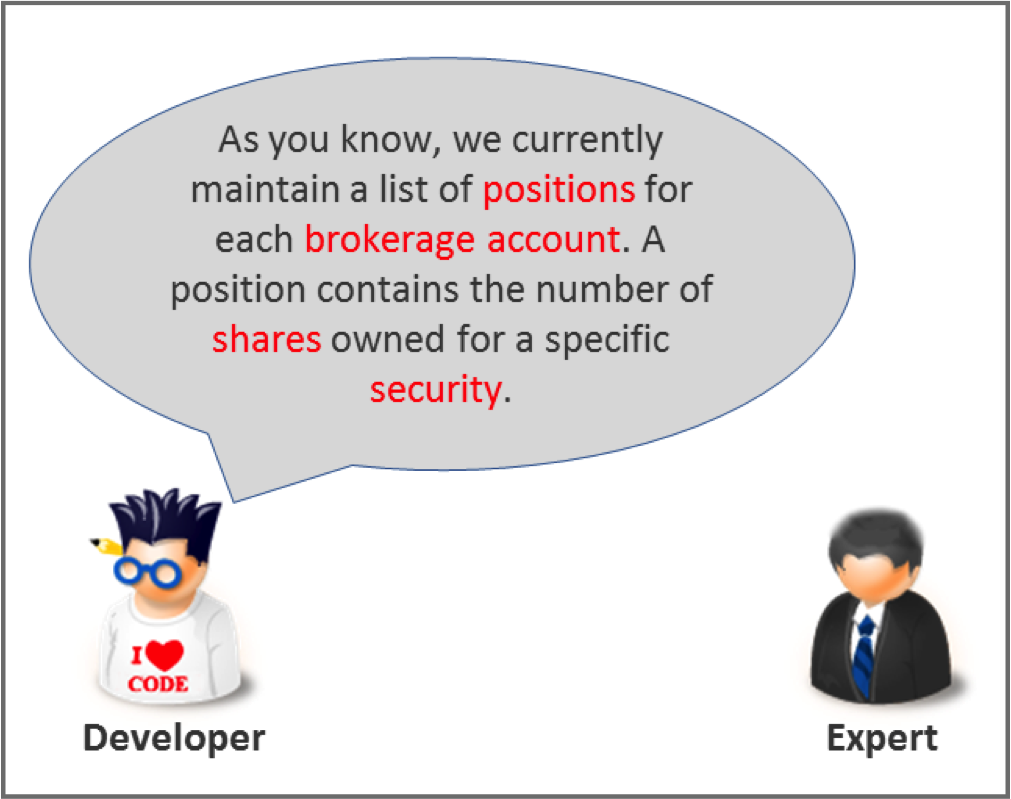 As you know, we currently
maintain a list of positions for
each brokerage account. A
position contains the number of
shares owned for a specific
security.
I ❤
CODE
Developer
Expert